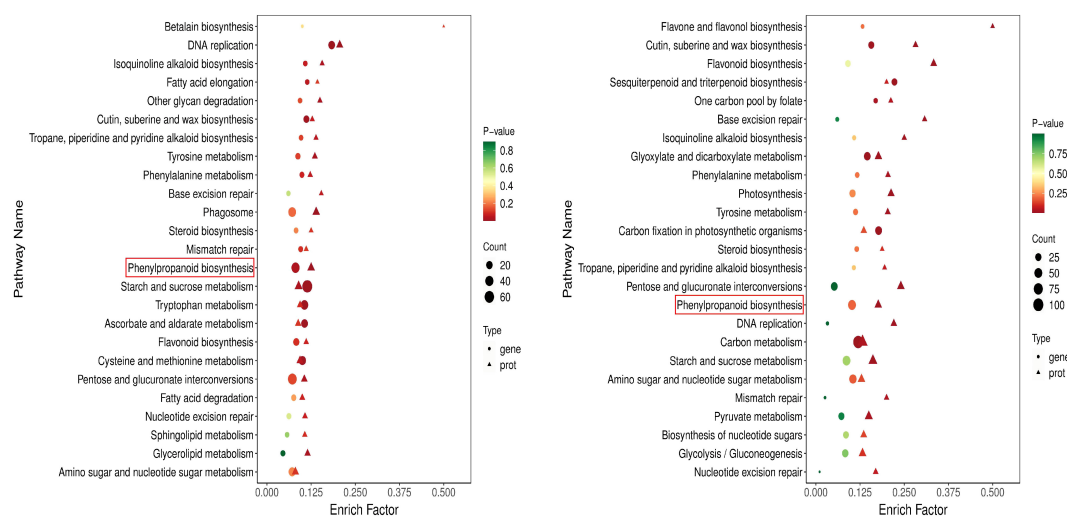 Pathway Name
Betalain biosynthesis
DNA replication
Isoquinoline alkaloid biosynthesis
Fatty acid elongation
Other glycan degradation
Cutin, suberine and wax biosynthesis
Tropane, piperidine and pyridine alkaloid biosynthesis
Tyrosine metabolism
Phenylalanine metabolism
Base excision repair
Phagosome
Steroid biosynthesis
Mismatch repair
Phenylpropanoid biosynthesis
Starch and sucrose metabolism
Tryptophan metabolism
Ascorbate and aldarate metabolism
Flavonoid biosynthesis
Cysteine and methionine metabolism
Pentose and glucuronate interconversions
Fatty acid degradation
Nucleotide excision repair
Sphingolipid metabolism
Glycerolipid metabolism
Amino sugar and nucleotide sugar metabolism
0.000 0.125 0.250 0.375 0.500
Enrich Factor
P−value
0.8
0.6
0.4
0.2
Count
20
40
60
Type
gene
prot
Pathway Name
Flavone and flavonol biosynthesis
Cutin, suberine and wax biosynthesis
Flavonoid biosynthesis
Sesquiterpenoid and triterpenoid biosynthesis
One carbon pool by folate
Base excision repair
Isoquinoline alkaloid biosynthesis
Glyoxylate and dicarboxylate metabolism
Phenylalanine metabolism
Photosynthesis
Tyrosine metabolism
Carbon fixation in photosynthetic organisms
Steroid biosynthesis
Tropane, piperidine and pyridine alkaloid biosynthesis
Pentose and glucuronate interconversions
Phenylpropanoid biosynthesis
DNA replication
Carbon metabolism
Starch and sucrose metabolism
Amino sugar and nucleotide sugar metabolism
Mismatch repair
Pyruvate metabolism
Biosynthesis of nucleotide sugars
Glycolysis / Gluconeogenesis
Nucleotide excision repair
0.000 0.125 0.250 0.375 0.500
Enrich Factor
P−value
0.75
0.50
0.25
Count
25
50
75
100
Type
gene
prot